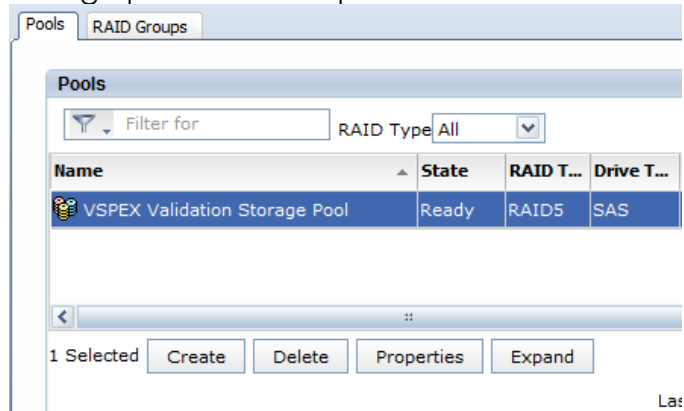 Pools RAID Groups
Pools
Filter for RAID Type All
Name State RAID T... Drive T...
VSPEX Validation Storage Pool Ready RAID5 SAS
1 Selected Create Delete Properties Expand
Las